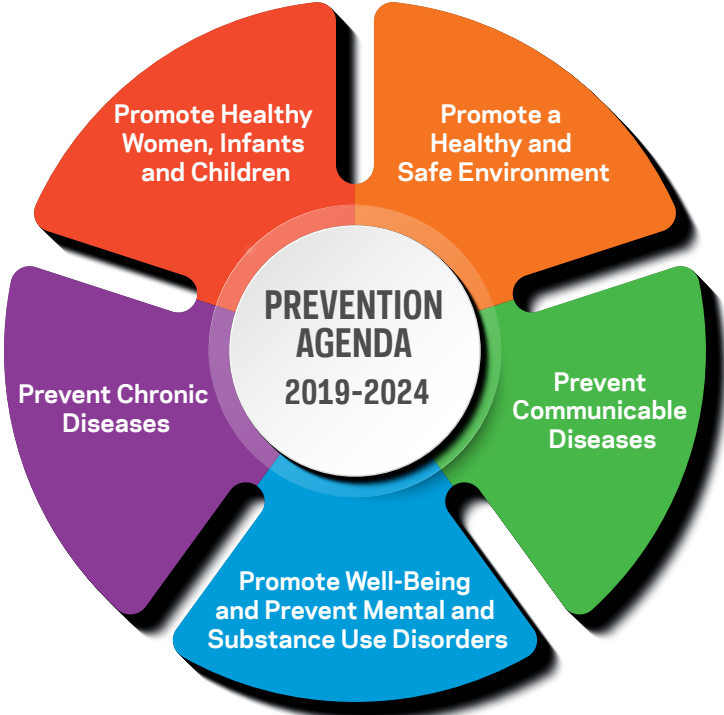 Promote Healthy
Women, Infants
and Children
Promote a
Healthy and
Safe Environment
PREVENTION
AGENDA
2019-2024
Prevent Chronic
Diseases
Prevent
Communicable
Diseases
Promote Well-Being
and Prevent Mental and
Substance Use Disorders